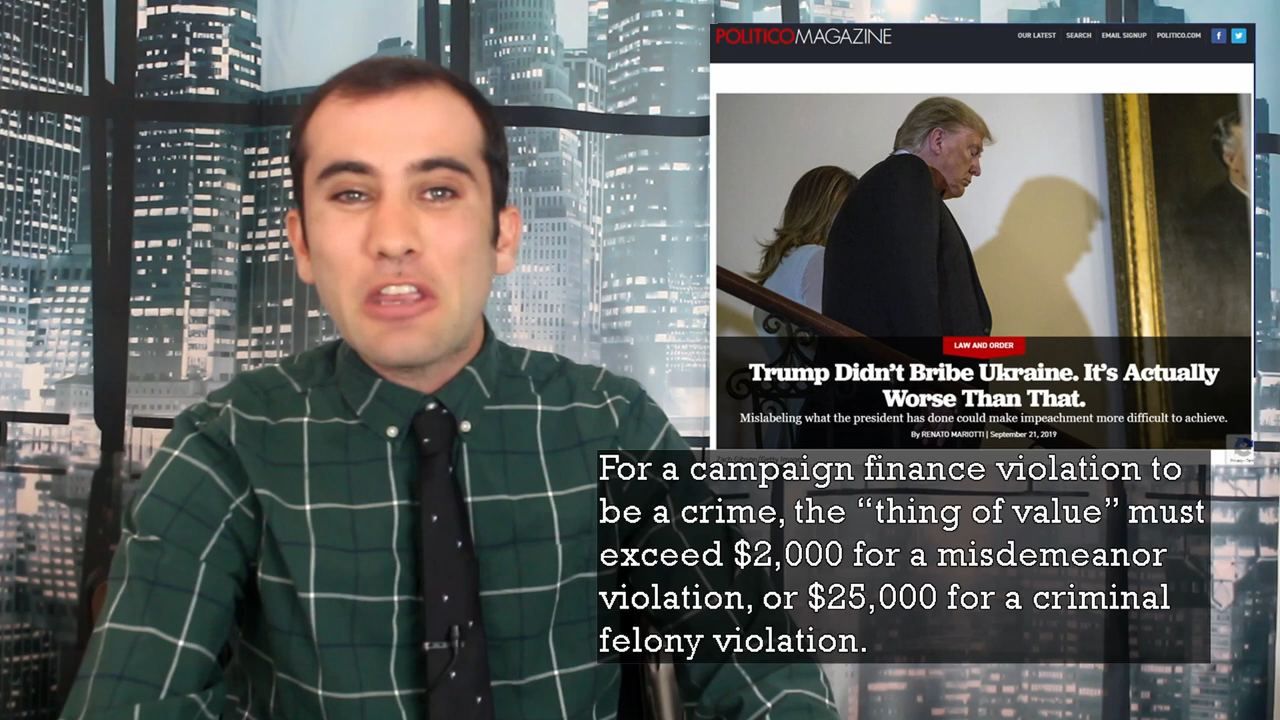 POLITICOMAGAZINE
OUR LATEST SEARCH EMAIL SIGNUP POLITICO.COM
LAW AND ORDER
Trump Didn't Bribe Ukraine. It's Actually
Worse Than That.
Mislabeling what the president has done could make impeachment more difficult to achieve.
By RENATO MARIOTTI | September 21, 2019
For a campaign finance violation to
be a crime, the “thing of value” must
exceed $2,000 for a misdemeanor
violation, or $25,000 for a criminal
felony violation.